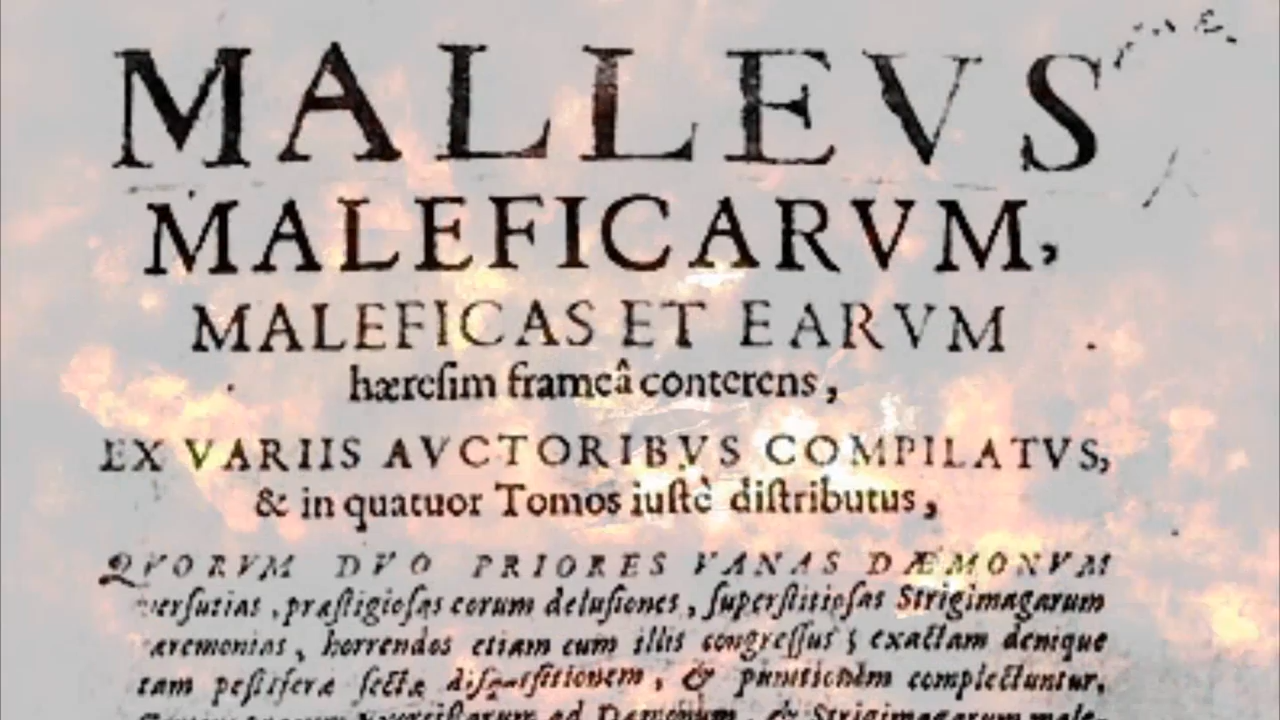 MALLEVS
MALEFICARVM,
MALEFICAS ET EARVM
hæreſim frameâ conterens,
EX VARIIS AVCTORIBVS COMPILATVS,
& in quatuor Tomos iuſtè diſtributus,
QVORVM DVO PRIORES VANAS DÆMONVM
verſutias, præſtigioſas eorum deluſiones, ſuperſtitioſas Strigimagarum
cæremonias, horrendos etiam cum illis congreſſus; exactam denique
tam peſtiferæ ſectæ diſquiſitionem, & punitionem complectuntur.